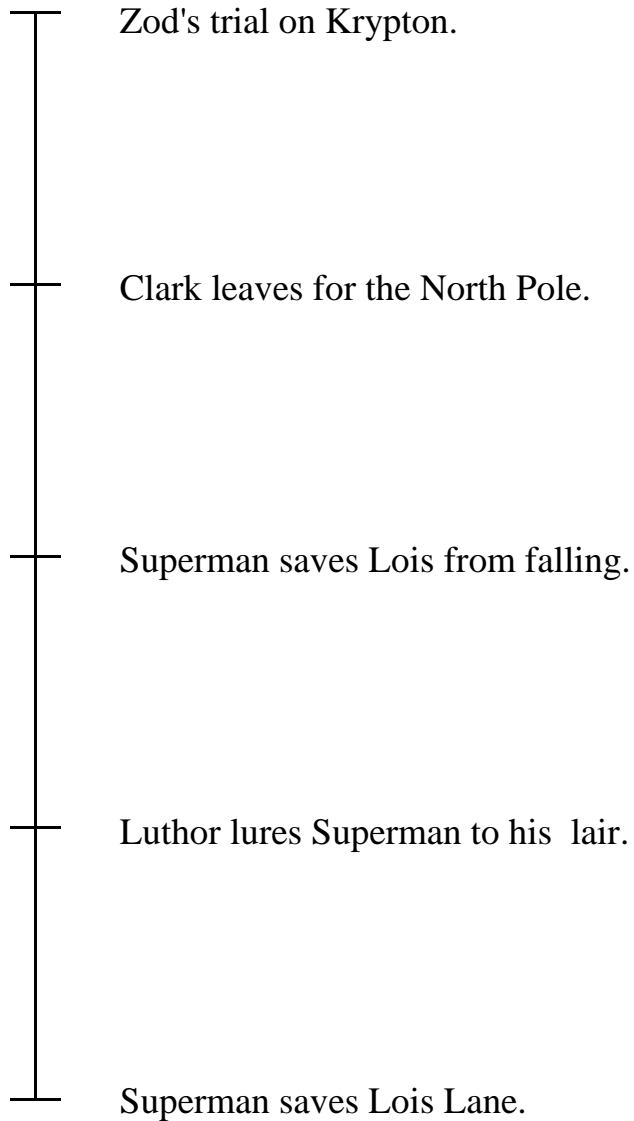 Zod's trial on Krypton.
Clark leaves for the North Pole.
Superman saves Lois from falling.
Luthor lures Superman to his  lair.
Superman saves Lois Lane.